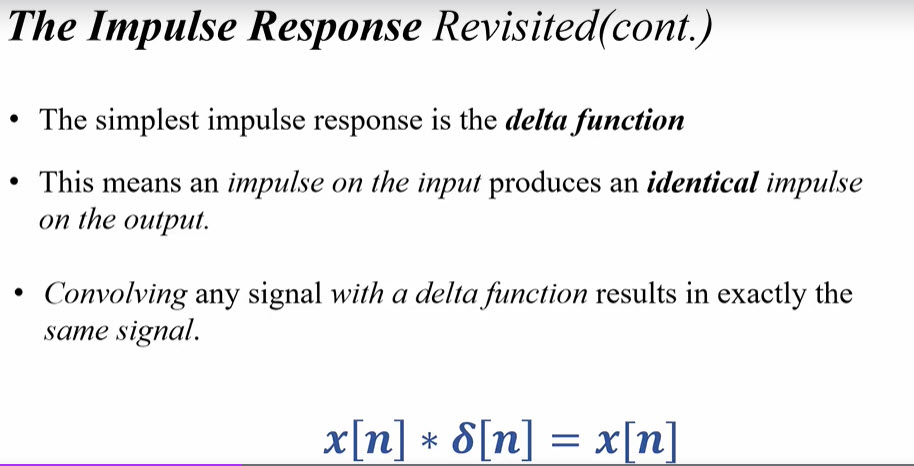 The Impulse Response Revisited(cont.)
• The simplest impulse response is the delta function
• This means an impulse on the input produces an identical impulse
on the output.
• Convolving any signal with a delta function results in exactly the
same signal.
x[n] ∗ δ[n] = x[n]